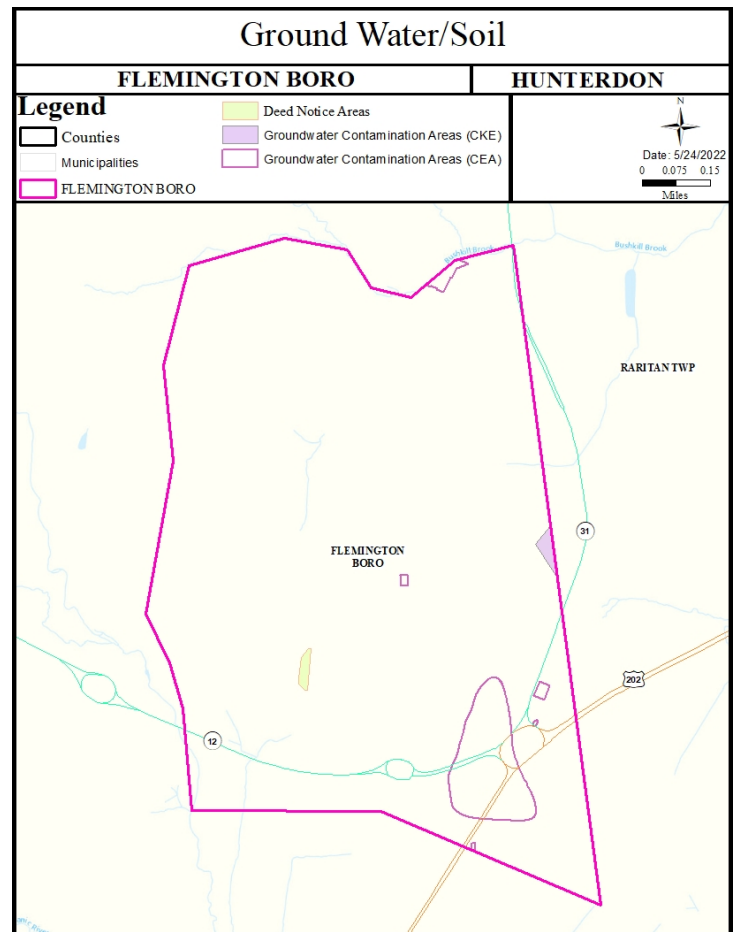 Ground Water/Soil
FLEMINGTON BORO
HUNTERDON
Legend
Counties
Municipalities
FLEMINGTON BORO
Deed Notice Areas
Groundwater Contamination Areas (CKE)
Groundwater Contamination Areas (CEA)
N
Date: 5/24/2022
0 0.075 0.15
Miles
Bushkill Brook
Bushkill Brook
RARITAN TWP
31
FLEMINGTON
BORO
202
12